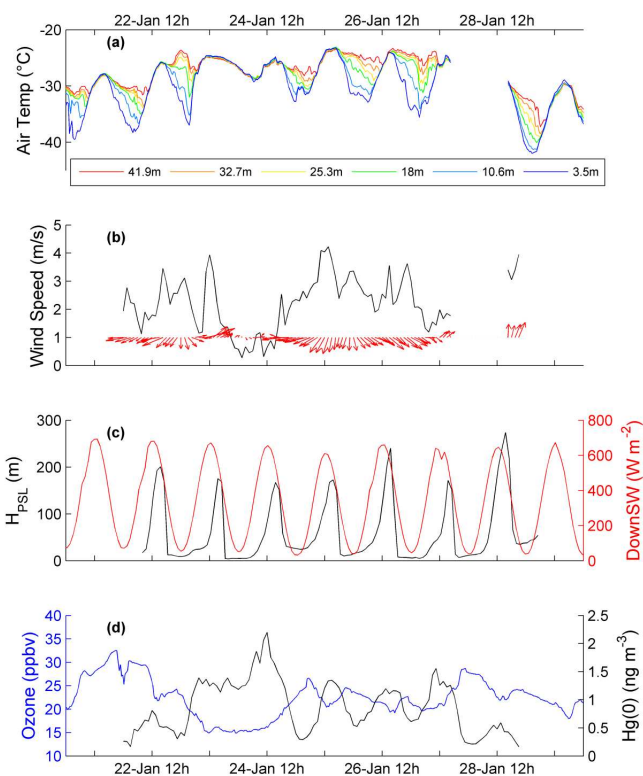 22-Jan 12h 24-Jan 12h 26-Jan 12h 28-Jan 12h
(a)
Air Temp (°C)
-20
-30
-40
41.9m 32.7m 25.3m 18m 10.6m 3.5m
(b)
Wind Speed (m/s)
5
4
3
2
1
0
(c)
H_PSL (m)
300
200
100
0
800
600
400
200
0
DownSW (W m⁻²)
(d)
Ozone (ppbv)
40
35
30
25
20
15
10
2.5
2
1.5
1
0.5
0
Hg(0) (ng m⁻³)
22-Jan 12h 24-Jan 12h 26-Jan 12h 28-Jan 12h